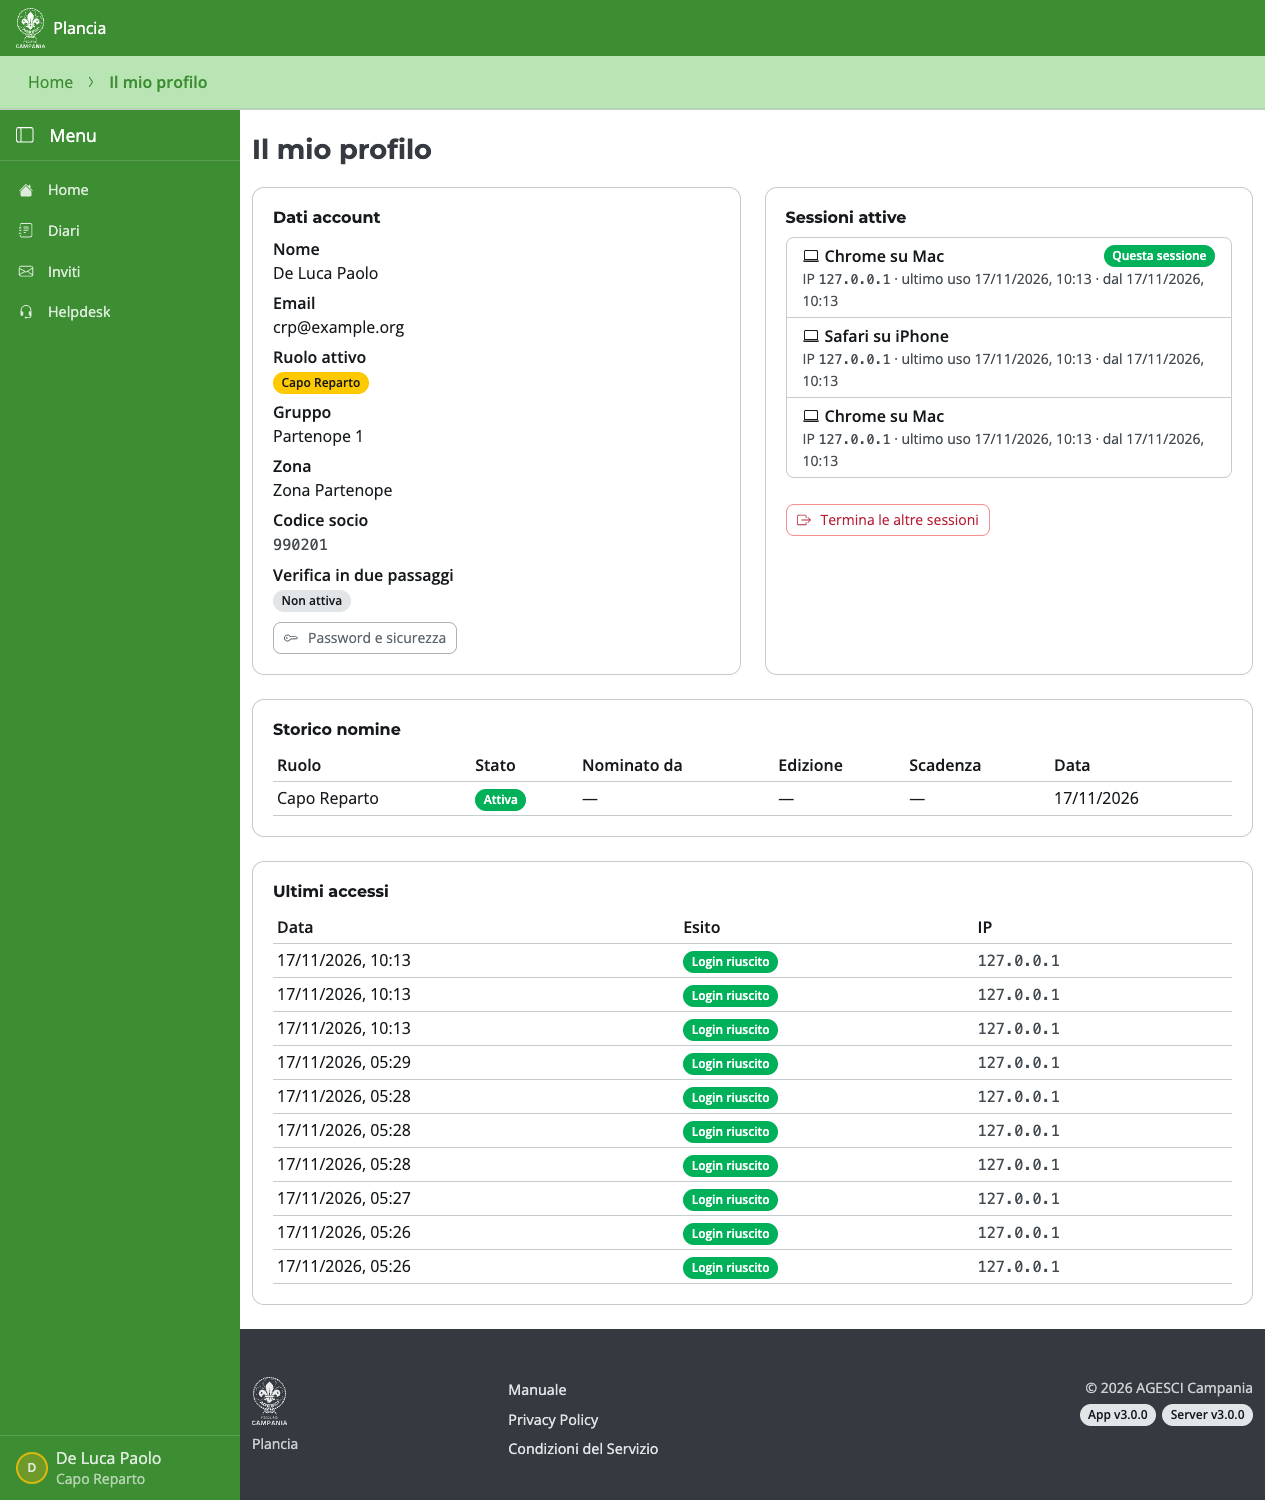 CAMPANIA
Plancia
Home
Il mio profilo
Menu
Home
Diari
Inviti
Helpdesk
Il mio profilo
Dati account
Nome
De Luca Paolo
Email
crp@example.org
Ruolo attivo
Capo Reparto
Gruppo
Partenope 1
Zona
Zona Partenope
Codice socio
990201
Verifica in due passaggi
Non attiva
Password e sicurezza
Sessioni attive
Chrome su Mac Questa sessione
IP 127.0.0.1 · ultimo uso 17/11/2026, 10:13 · dal 17/11/2026,
10:13
Safari su iPhone
IP 127.0.0.1 · ultimo uso 17/11/2026, 10:13 · dal 17/11/2026,
10:13
Chrome su Mac
IP 127.0.0.1 · ultimo uso 17/11/2026, 10:13 · dal 17/11/2026,
10:13
Termina le altre sessioni
Storico nomine
Ruolo Stato Nominato da Edizione Scadenza Data
Capo Reparto Attiva — — — 17/11/2026
Ultimi accessi
Data Esito IP
17/11/2026, 10:13 Login riuscito 127.0.0.1
17/11/2026, 10:13 Login riuscito 127.0.0.1
17/11/2026, 10:13 Login riuscito 127.0.0.1
17/11/2026, 05:29 Login riuscito 127.0.0.1
17/11/2026, 05:28 Login riuscito 127.0.0.1
17/11/2026, 05:28 Login riuscito 127.0.0.1
17/11/2026, 05:28 Login riuscito 127.0.0.1
17/11/2026, 05:27 Login riuscito 127.0.0.1
17/11/2026, 05:26 Login riuscito 127.0.0.1
17/11/2026, 05:26 Login riuscito 127.0.0.1
D
De Luca Paolo
Capo Reparto
CAMPANIA
Plancia
Manuale
Privacy Policy
Condizioni del Servizio
© 2026 AGESCI Campania
App v3.0.0 Server v3.0.0